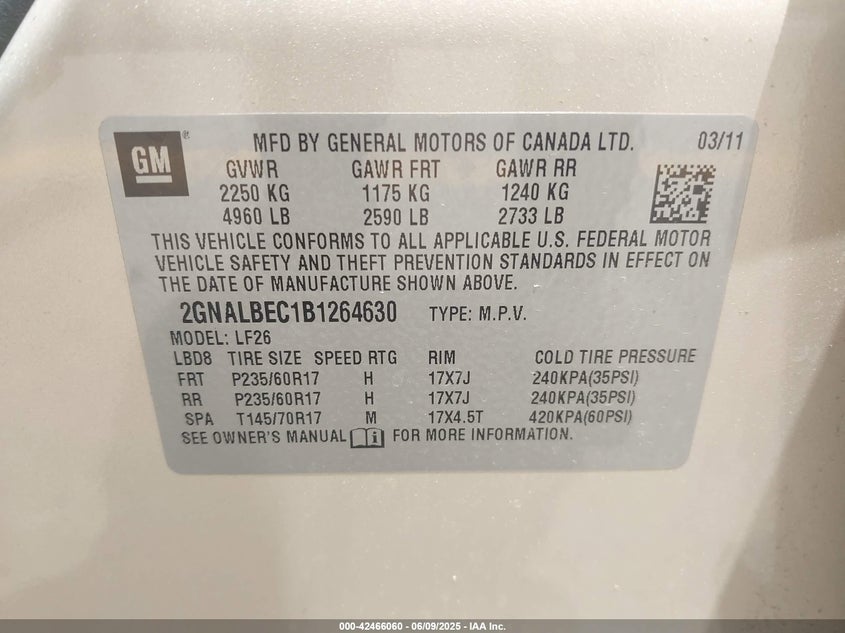 GM ® MFD BY GENERAL MOTORS OF CANADA LTD. 03/11
GVWR GAWR FRT GAWR RR
2250 KG 1175 KG 1240 KG
4960 LB 2590 LB 2733 LB
THIS VEHICLE CONFORMS TO ALL APPLICABLE U.S. FEDERAL MOTOR
VEHICLE SAFETY AND THEFT PREVENTION STANDARDS IN EFFECT ON
THE DATE OF MANUFACTURE SHOWN ABOVE.
2GNALBEC1B1264630 TYPE: M.P.V.
MODEL: LF26
LBD8 TIRE SIZE SPEED RTG RIM COLD TIRE PRESSURE
FRT P235/60R17 H 17X7J 240KPA(35PSI)
RR P235/60R17 H 17X7J 240KPA(35PSI)
SPA T145/70R17 M 17X4.5T 420KPA(60PSI)
SEE OWNER'S MANUAL FOR MORE INFORMATION.
000-42466060 - 06/09/2025 - IAA Inc.